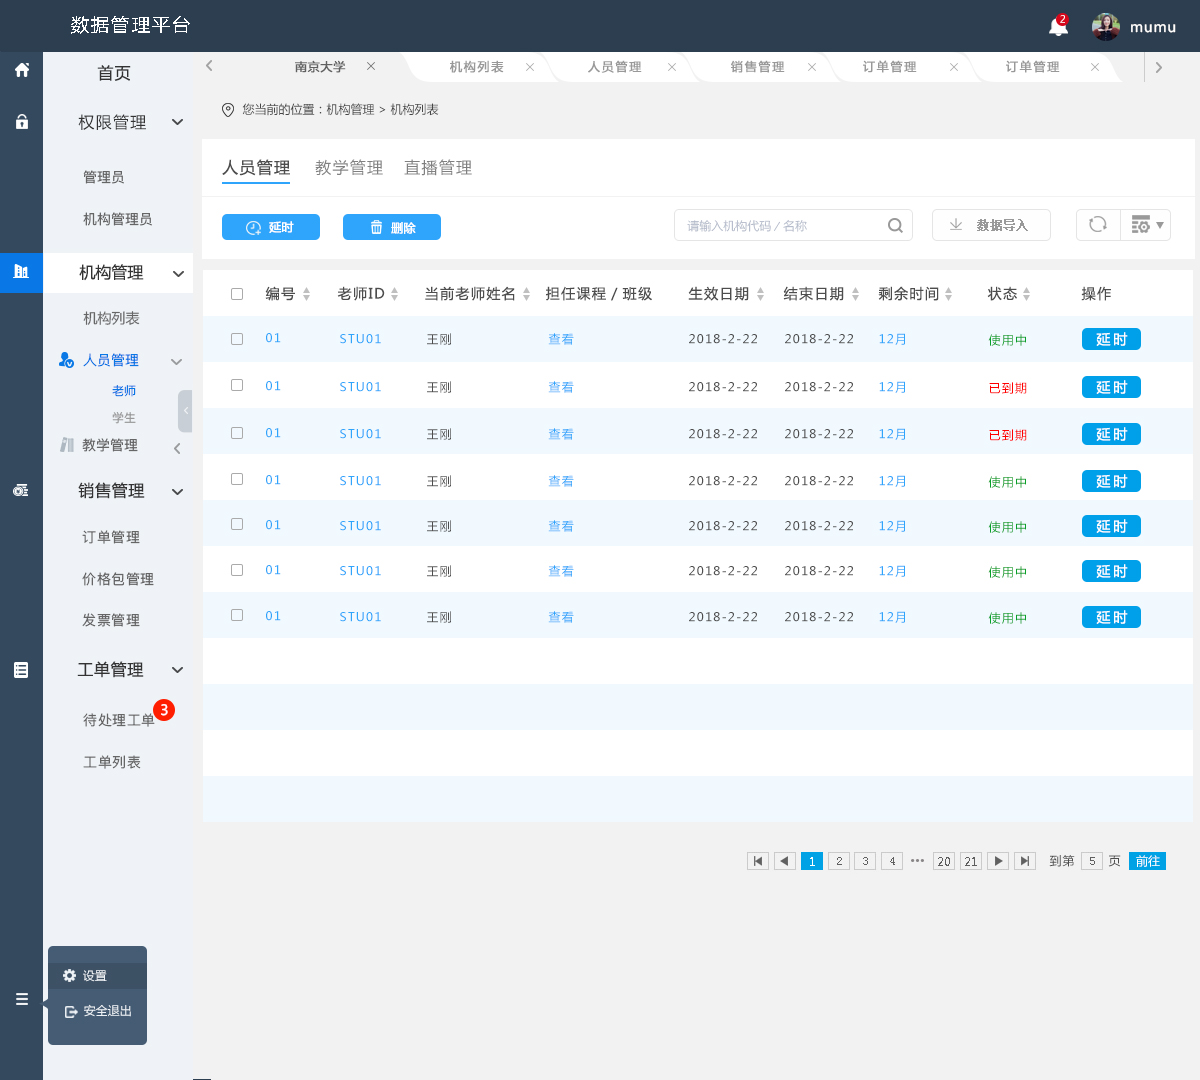 数据管理平台 2 mumu
首页
权限管理
管理员
机构管理员
机构管理
机构列表
人员管理
老师
学生
教学管理
销售管理
订单管理
价格包管理
发票管理
工单管理
待处理工单 3
工单列表
设置
安全退出
南京大学 机构列表 人员管理 销售管理 订单管理 订单管理
您当前的位置：机构管理 > 机构列表
人员管理 教学管理 直播管理
延时 删除 请输入机构代码 / 名称 数据导入
编号 老师ID 当前老师姓名 担任课程 / 班级 生效日期 结束日期 剩余时间 状态 操作
01 STU01 王刚 查看 2018-2-22 2018-2-22 12月 使用中 延时
01 STU01 王刚 查看 2018-2-22 2018-2-22 12月 已到期 延时
01 STU01 王刚 查看 2018-2-22 2018-2-22 12月 已到期 延时
01 STU01 王刚 查看 2018-2-22 2018-2-22 12月 使用中 延时
01 STU01 王刚 查看 2018-2-22 2018-2-22 12月 使用中 延时
01 STU01 王刚 查看 2018-2-22 2018-2-22 12月 使用中 延时
01 STU01 王刚 查看 2018-2-22 2018-2-22 12月 使用中 延时
1 2 3 4 ••• 20 21 到第 5 页 前往